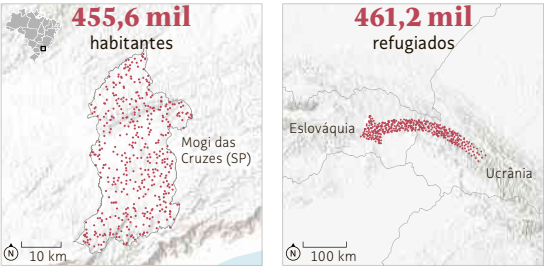 455,6 mil
habitantes
Mogi das
Cruzes (SP)
N
10 km
461,2 mil
refugiados
Eslováquia
Ucrânia
N
100 km